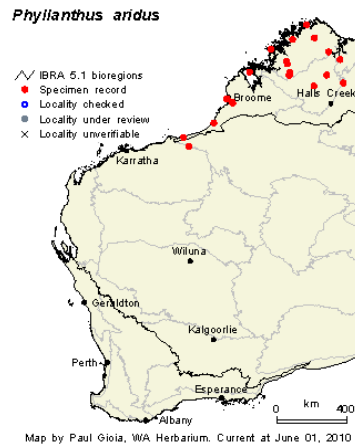 Phyllanthus aridus
IBRA 5.1 bioregions
Specimen record
Locality checked
Locality under review
Locality unverifiable
Broome
Halls Creek
Karratha
Wiluna
Geraldton
Kalgoorlie
Perth
Esperance
Albany
km
0 400
Map by Paul Gioia, WA Herbarium. Current at June 01, 2010